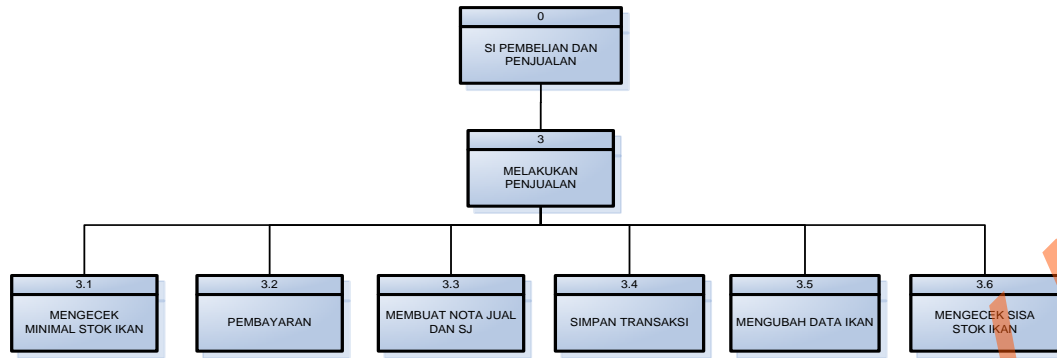 0
SI PEMBELIAN DAN
PENJUALAN
3
MELAKUKAN
PENJUALAN
3.1
MENGECEK
MINIMAL STOK IKAN
3.2
PEMBAYARAN
3.3
MEMBUAT NOTA JUAL
DAN SJ
3.4
SIMPAN TRANSAKSI
3.5
MENGUBAH DATA IKAN
3.6
MENGECEK SISA
STOK IKAN